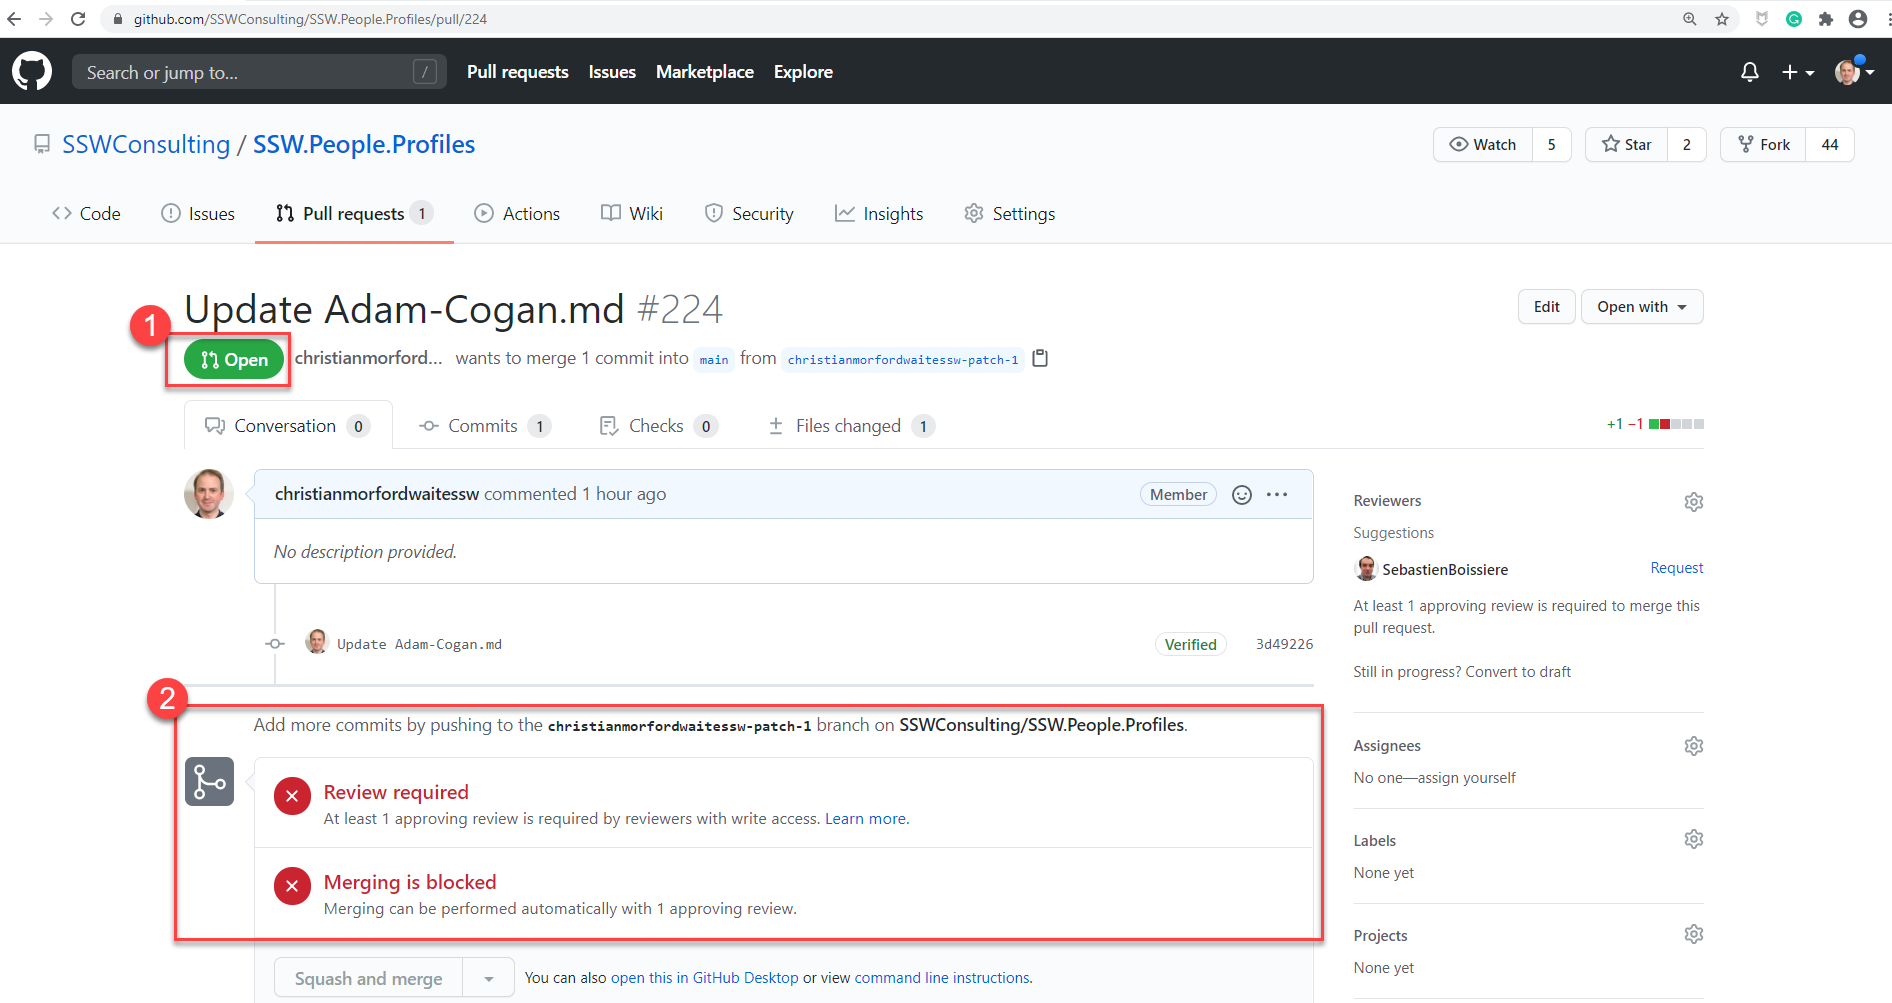 github.com/SSWConsulting/SSW.People.Profiles/pull/224
Search or jump to... / Pull requests Issues Marketplace Explore
SSWConsulting / SSW.People.Profiles Watch 5 Star 2 Fork 44
Code Issues Pull requests 1 Actions Wiki Security Insights Settings
Update Adam-Cogan.md #224 Edit Open with
1
Open christianmorford... wants to merge 1 commit into main from christianmorfordwaitessw-patch-1
Conversation 0 Commits 1 Checks 0 Files changed 1 +1 −1
christianmorfordwaitessw commented 1 hour ago Member ...
No description provided.
Update Adam-Cogan.md Verified 3d49226
Reviewers
Suggestions
SebastienBoissiere Request
At least 1 approving review is required to merge this
pull request.
Still in progress? Convert to draft
2
Add more commits by pushing to the christianmorfordwaitessw-patch-1 branch on SSWConsulting/SSW.People.Profiles.
Review required
At least 1 approving review is required by reviewers with write access. Learn more.
Merging is blocked
Merging can be performed automatically with 1 approving review.
Squash and merge You can also open this in GitHub Desktop or view command line instructions.
Assignees
No one—assign yourself
Labels
None yet
Projects
None yet